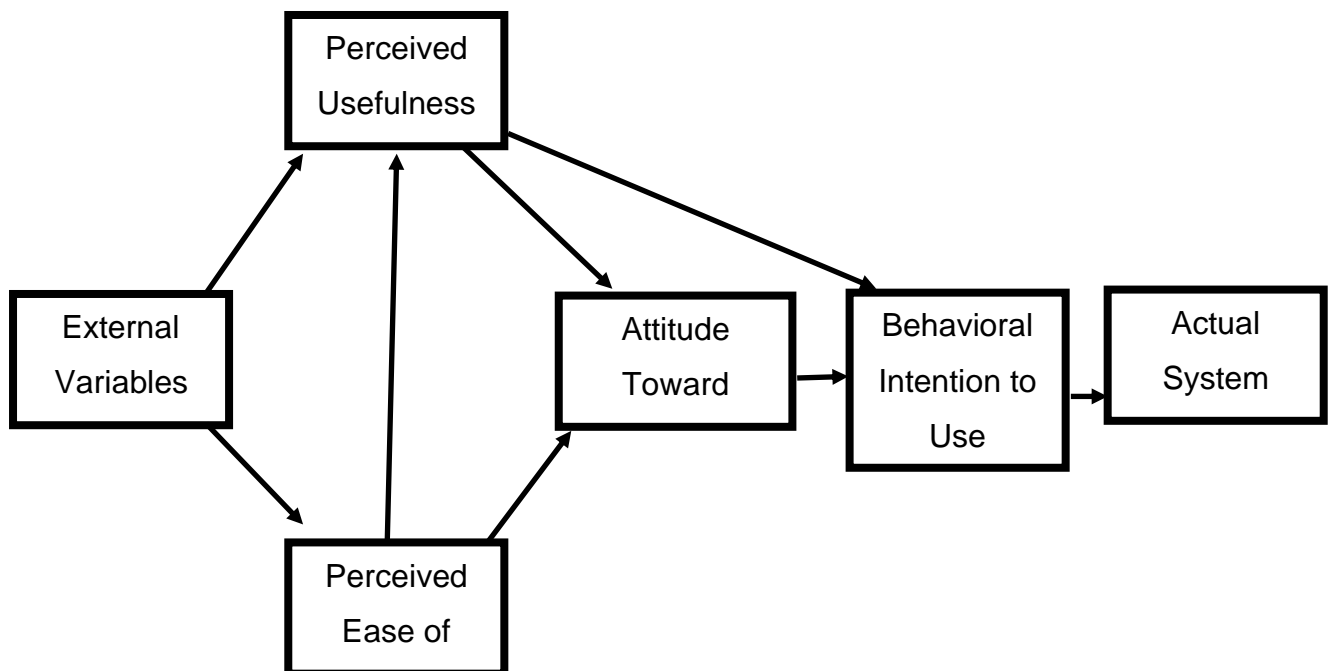 Perceived
Usefulness
External
Variables
Attitude
Toward
Behavioral
Intention to
Use
Actual
System
Perceived
Ease of